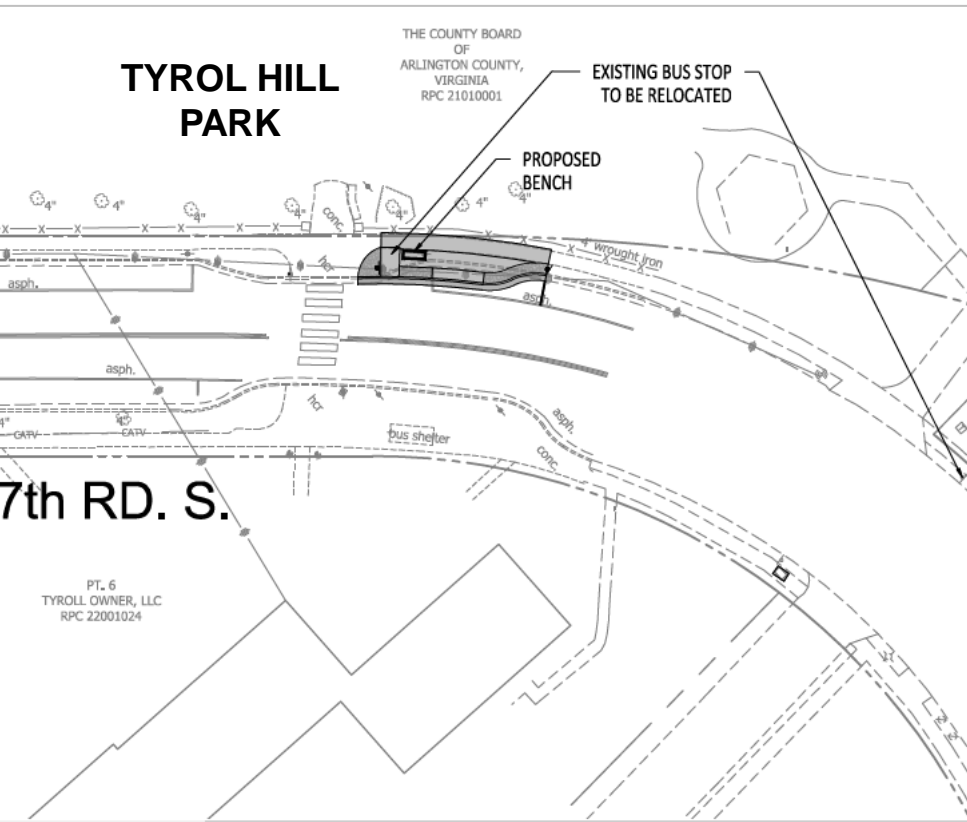 THE COUNTY BOARD
OF
ARLINGTON COUNTY,
VIRGINIA
RPC 21010001
TYROL HILL
PARK
EXISTING BUS STOP
TO BE RELOCATED
PROPOSED
BENCH
4"
4"
4"
4"
4"
4"
conc.
4' wrought iron
hcr
asph.
asph.
asph.
hcr
asph.
4"
4"
CATV
CATV
bus shelter
conc.
7th RD. S.
PT. 6
TYROLL OWNER, LLC
RPC 22001024